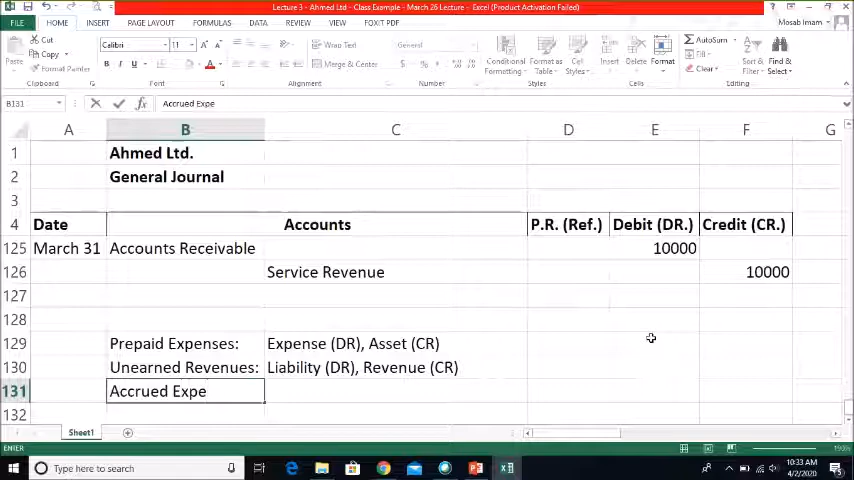 Lecture 3 - Ahmed Ltd - Class Example - March 26 Lecture - Excel (Product Activation Failed)
FILE HOME INSERT PAGE LAYOUT FORMULAS DATA REVIEW VIEW FOXIT PDF Mosab Imam
Cut
Copy
Format Painter
Paste
Clipboard
Calibri 11
B I U
Font
Wrap Text
Merge & Center
Alignment
General
$ % ,
Number
Conditional Formatting
Format as Table
Cell Styles
Styles
Insert Delete Format
Cells
AutoSum
Fill
Clear
Sort & Filter
Find & Select
Editing
B131 fx Accrued Expe
A B C D E F G
1 Ahmed Ltd.
2 General Journal
3
4 Date Accounts P.R. (Ref.) Debit (DR.) Credit (CR.)
125 March 31 Accounts Receivable 10000
126 Service Revenue 10000
127
128
129 Prepaid Expenses: Expense (DR), Asset (CR)
130 Unearned Revenues: Liability (DR), Revenue (CR)
131 Accrued Expe
132
Sheet1
ENTER 190%
Type here to search
10:33 AM
4/2/2020